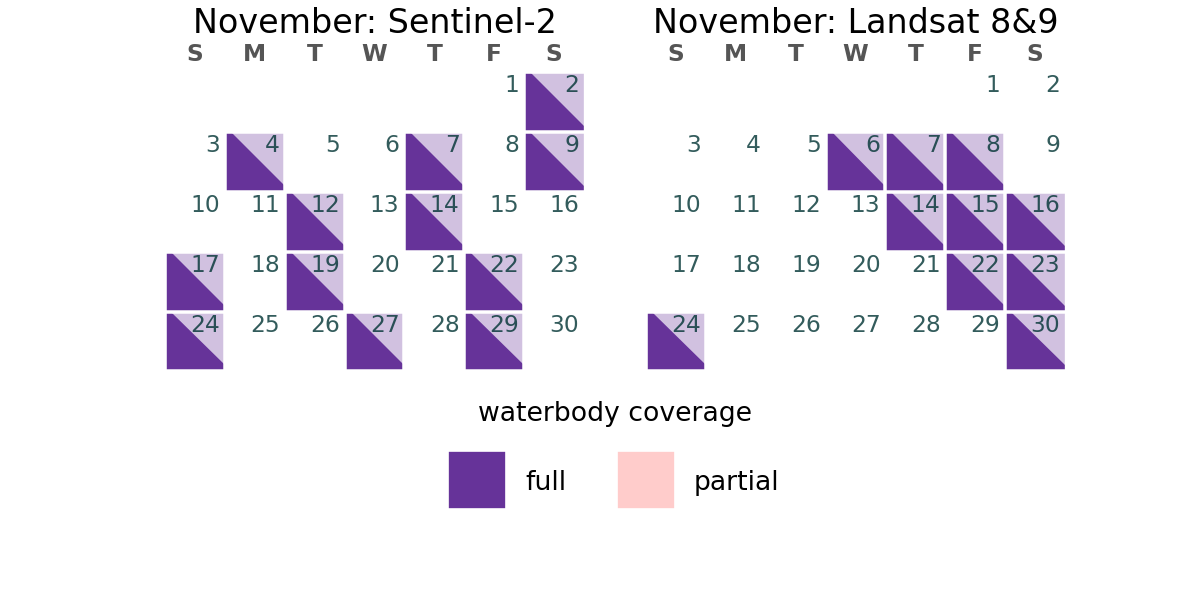 November: Sentinel-2
S M T W T F S
1 2
3 4 5 6 7 8 9
10 11 12 13 14 15 16
17 18 19 20 21 22 23
24 25 26 27 28 29 30
November: Landsat 8&9
S M T W T F S
1 2
3 4 5 6 7 8 9
10 11 12 13 14 15 16
17 18 19 20 21 22 23
24 25 26 27 28 29 30
waterbody coverage
full partial